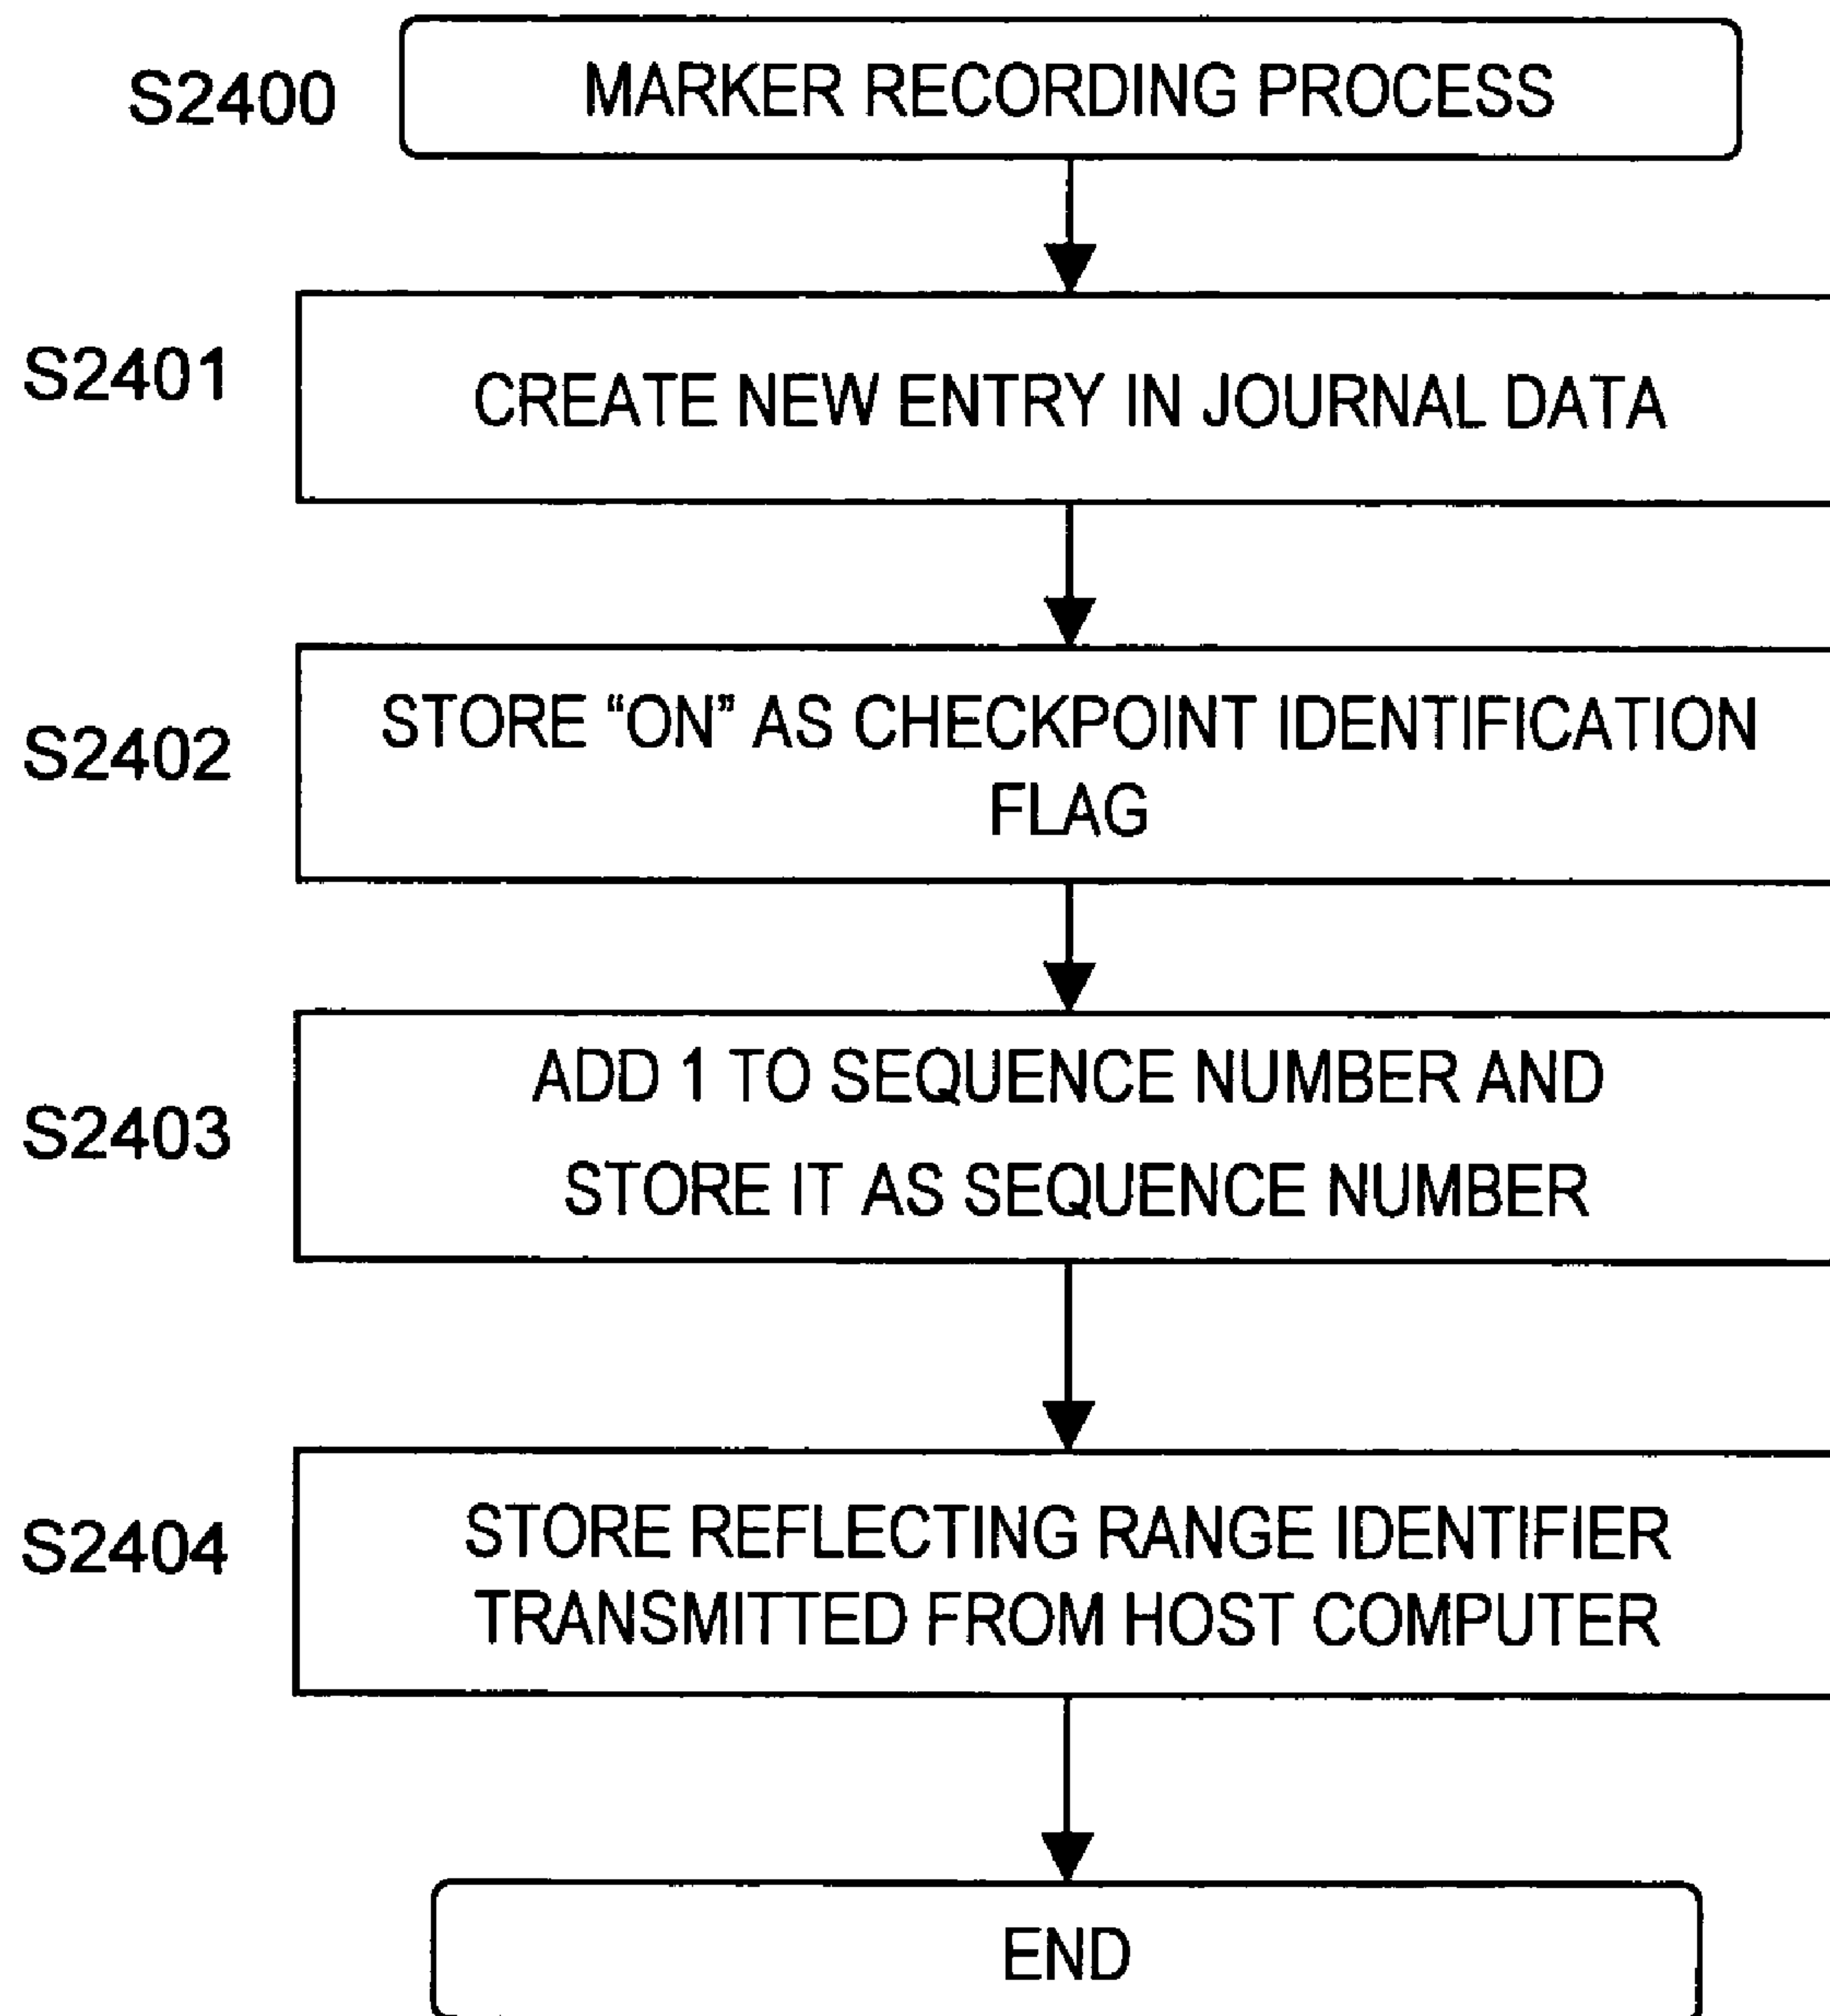 S2400
MARKER RECORDING PROCESS
S2401
CREATE NEW ENTRY IN JOURNAL DATA
S2402
STORE “ON” AS CHECKPOINT IDENTIFICATION
FLAG
S2403
ADD 1 TO SEQUENCE NUMBER AND
STORE IT AS SEQUENCE NUMBER
S2404
STORE REFLECTING RANGE IDENTIFIER
TRANSMITTED FROM HOST COMPUTER
END